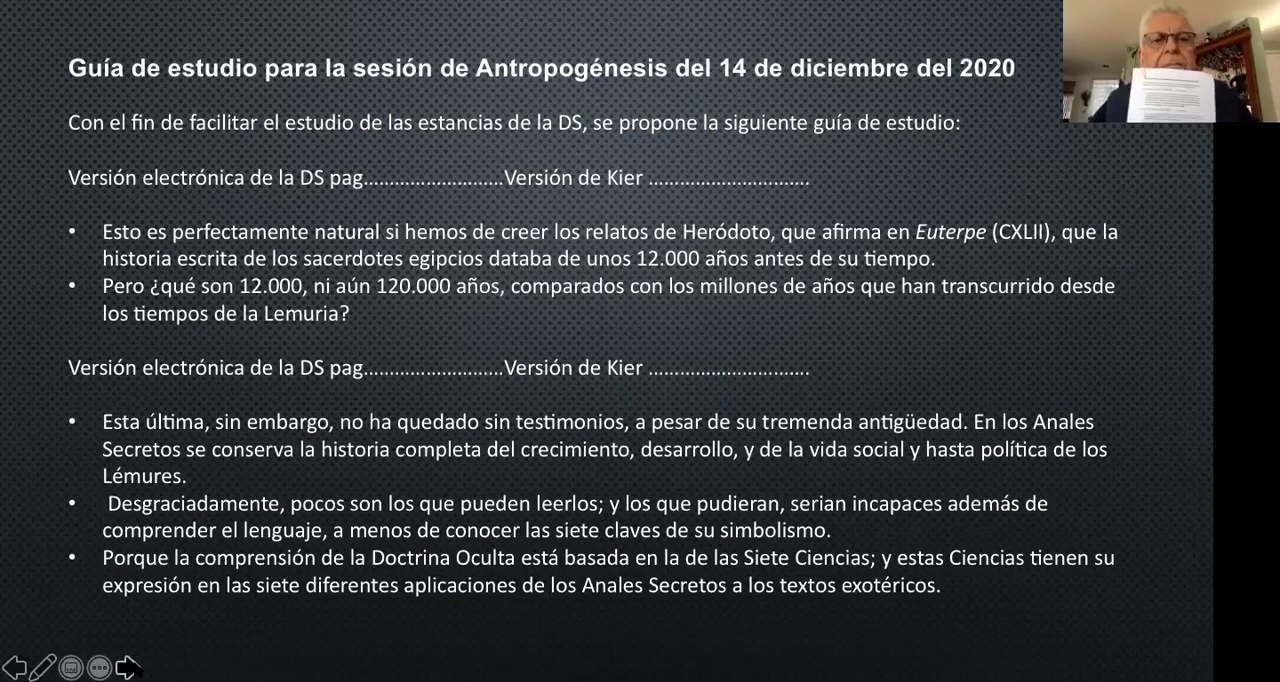 Guía de estudio para la sesión de Antropogénesis del 14 de diciembre del 2020
Con el fin de facilitar el estudio de las estancias de la DS, se propone la siguiente guía de estudio:
Versión electrónica de la DS pag..........................Versión de Kier ..............................
• Esto es perfectamente natural si hemos de creer los relatos de Heródoto, que afirma en Euterpe (CXLII), que la
historia escrita de los sacerdotes egipcios databa de unos 12.000 años antes de su tiempo.
• Pero ¿qué son 12.000, ni aún 120.000 años, comparados con los millones de años que han transcurrido desde
los tiempos de la Lemuria?
Versión electrónica de la DS pag..........................Versión de Kier ..............................
• Esta última, sin embargo, no ha quedado sin testimonios, a pesar de su tremenda antigüedad. En los Anales
Secretos se conserva la historia completa del crecimiento, desarrollo, y de la vida social y hasta política de los
Lémures.
• Desgraciadamente, pocos son los que pueden leerlos; y los que pudieran, serian incapaces además de
comprender el lenguaje, a menos de conocer las siete claves de su simbolismo.
• Porque la comprensión de la Doctrina Oculta está basada en la de las Siete Ciencias; y estas Ciencias tienen su
expresión en las siete diferentes aplicaciones de los Anales Secretos a los textos exotéricos.